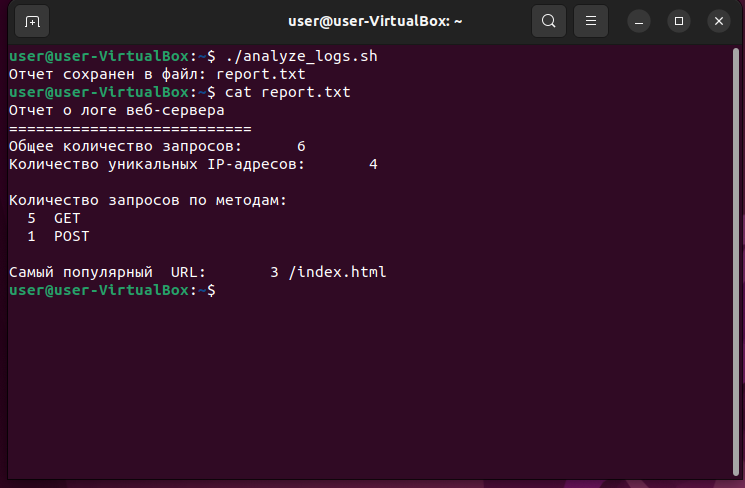 user@user-VirtualBox: ~
user@user-VirtualBox:~$ ./analyze_logs.sh
Отчет сохранен в файл: report.txt
user@user-VirtualBox:~$ cat report.txt
Отчет о логе веб-сервера
===========================
Общее количество запросов:      6
Количество уникальных IP-адресов:       4

Количество запросов по методам:
  5  GET
  1  POST

Самый популярный  URL:       3 /index.html
user@user-VirtualBox:~$